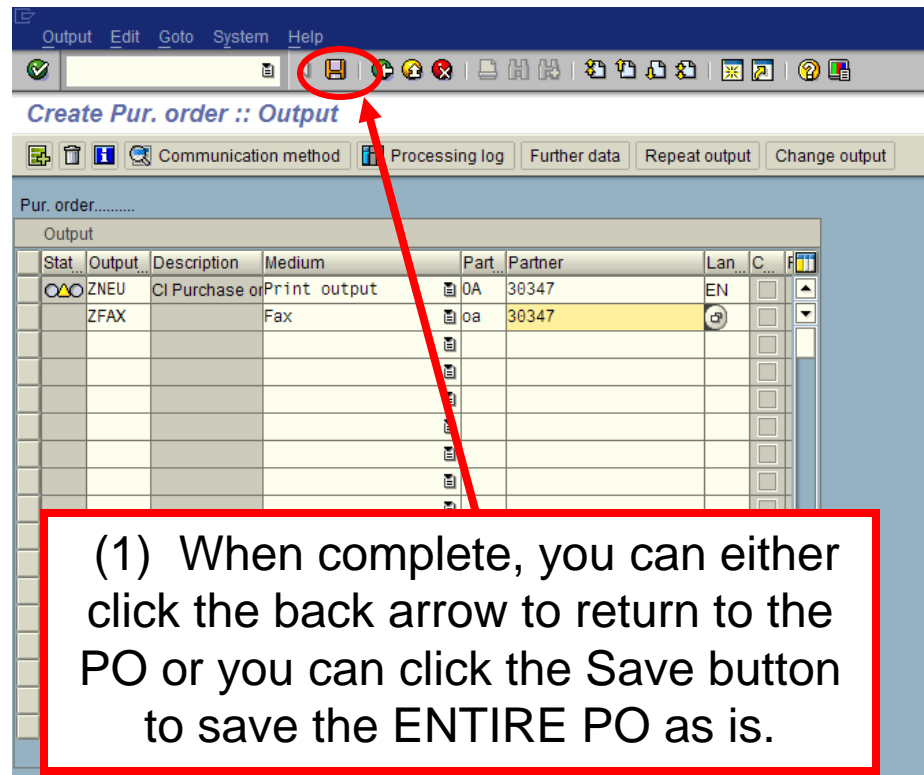 Output Edit Goto System Help
Create Pur. order :: Output
Communication method Processing log Further data Repeat output Change output
Pur. order..........
Output
Stat... Output... Description Medium Part... Partner Lan... C...
ZNEU CI Purchase or Print output 0A 30347 EN
ZFAX Fax oa 30347
(1) When complete, you can either
click the back arrow to return to the
PO or you can click the Save button
to save the ENTIRE PO as is.